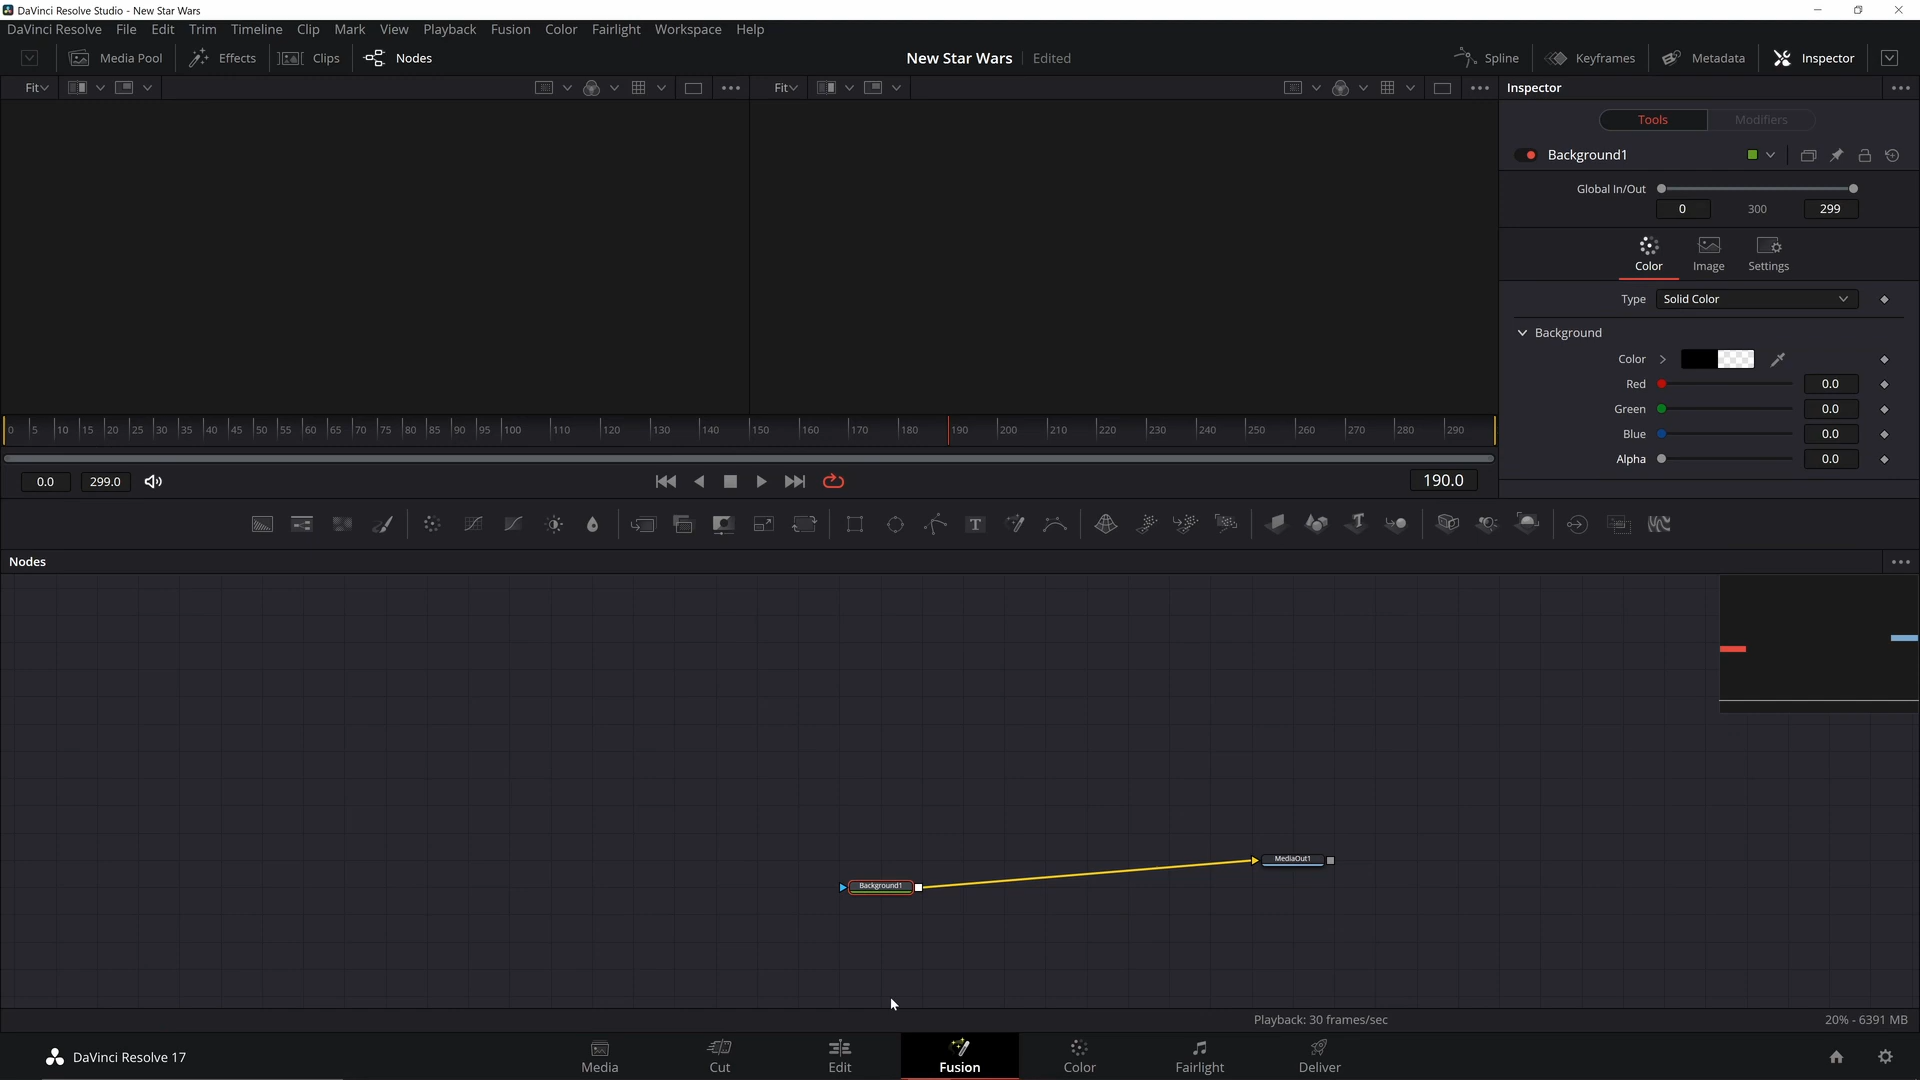 DaVinci Resolve Studio - New Star Wars
DaVinci Resolve File Edit Trim Timeline Clip Mark View Playback Fusion Color Fairlight Workspace Help
Media Pool Effects Clips Nodes New Star Wars Edited Spline Keyframes Metadata Inspector
Fit Fit Inspector
Tools Modifiers
Background1
Global In/Out
0 300 299
Color Image Settings
Type Solid Color
Background
Color
Red 0.0
Green 0.0
Blue 0.0
Alpha 0.0
0 5 10 15 20 25 30 35 40 45 50 55 60 65 70 75 80 85 90 95 100 110 120 130 140 150 160 170 180 190 200 210 220 230 240 250 260 270 280 290
0.0 299.0 190.0
T T
Nodes
MediaOut1
Background1
Playback: 30 frames/sec 20% - 6391 MB
DaVinci Resolve 17 Media Cut Edit Fusion Color Fairlight Deliver